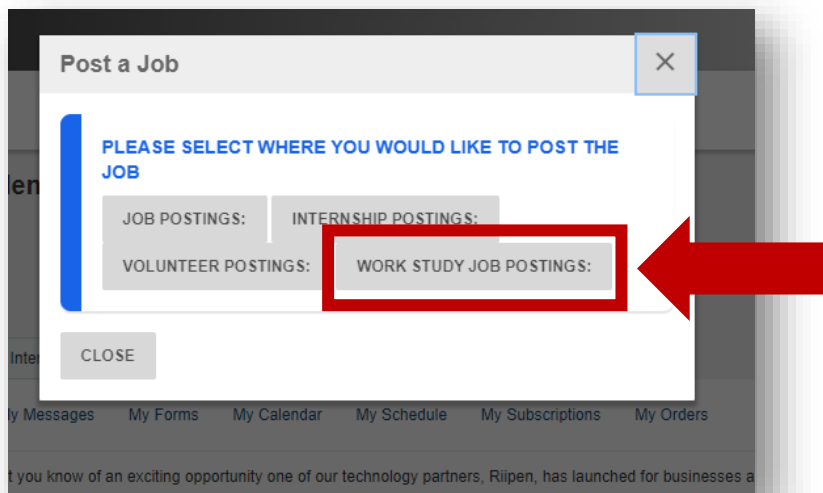 Post a Job
PLEASE SELECT WHERE YOU WOULD LIKE TO POST THE
JOB
JOB POSTINGS: INTERNSHIP POSTINGS:
VOLUNTEER POSTINGS: WORK STUDY JOB POSTINGS:
CLOSE
Messages My Forms My Calendar My Schedule My Subscriptions My Orders
t you know of an exciting opportunity one of our technology partners, Riipen, has launched for businesses a